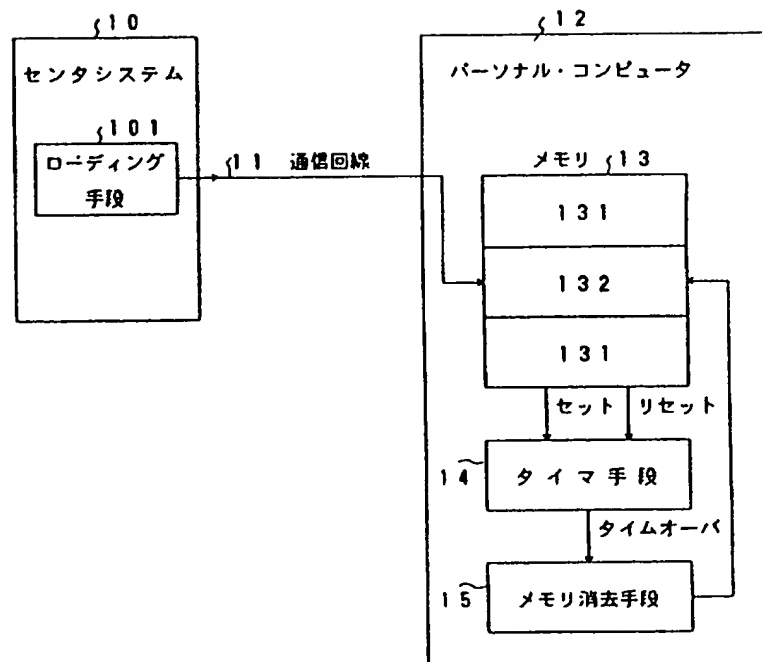 10
センタシステム
101
ローディング
手段
11 通信回線
12
パーソナル・コンピュータ
メモリ 13
131
132
131
セット リセット
14 タイマ手段
タイムオーバ
15 メモリ消去手段